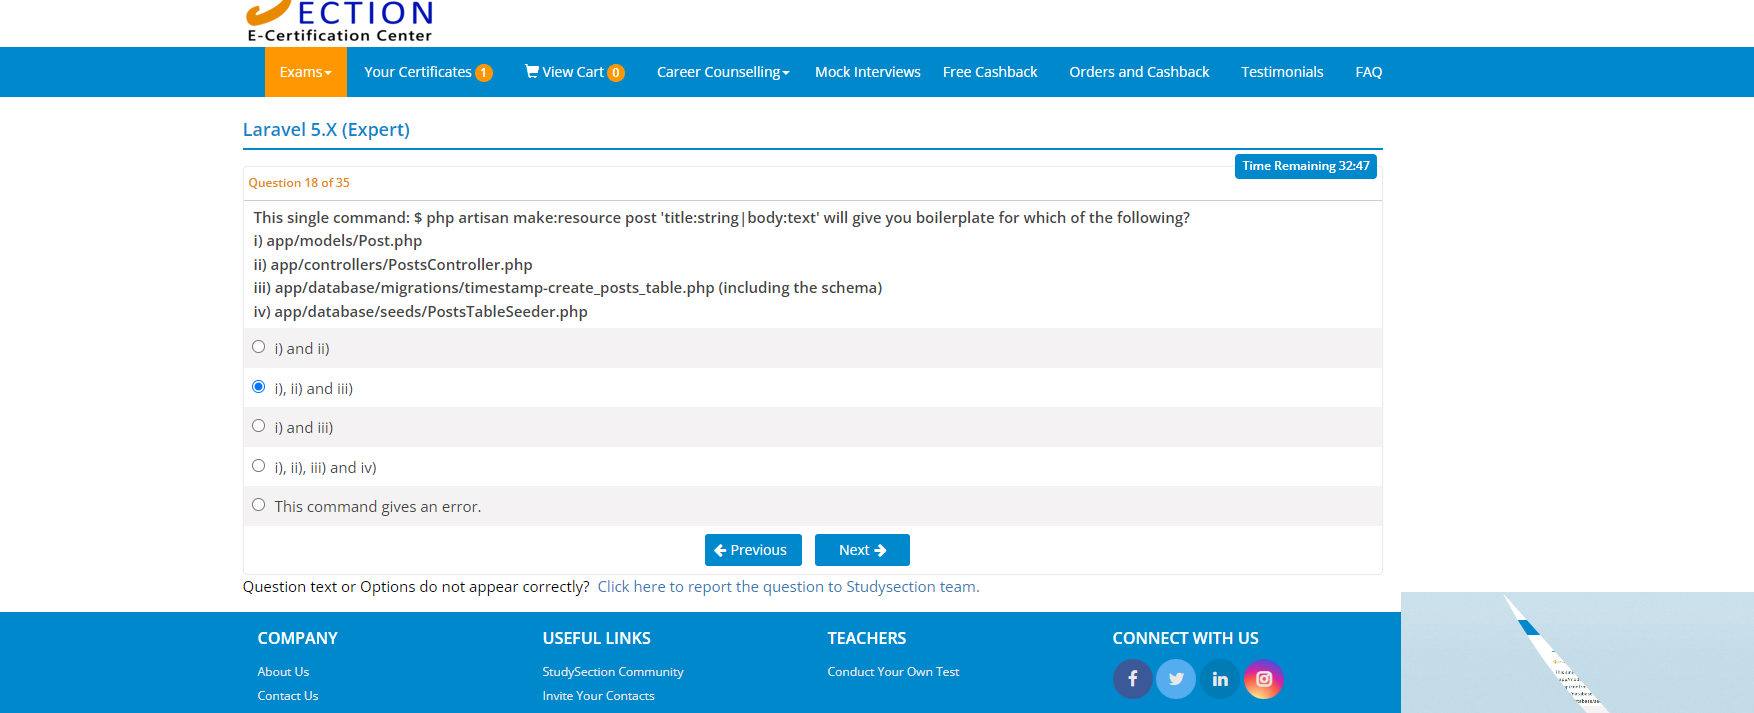 ECTION
E-Certification Center
Exams Your Certificates 1 View Cart 0 Career Counselling Mock Interviews Free Cashback Orders and Cashback Testimonials FAQ
Laravel 5.X (Expert)
Time Remaining 32:47
Question 18 of 35
This single command: $ php artisan make:resource post 'title:string|body:text' will give you boilerplate for which of the following?
i) app/models/Post.php
ii) app/controllers/PostsController.php
iii) app/database/migrations/timestamp-create_posts_table.php (including the schema)
iv) app/database/seeds/PostsTableSeeder.php
i) and ii)
i), ii) and iii)
i) and iii)
i), ii), iii) and iv)
This command gives an error.
Previous Next
Question text or Options do not appear correctly? Click here to report the question to Studysection team.
COMPANY USEFUL LINKS TEACHERS CONNECT WITH US
About Us StudySection Community Conduct Your Own Test
Contact Us Invite Your Contacts